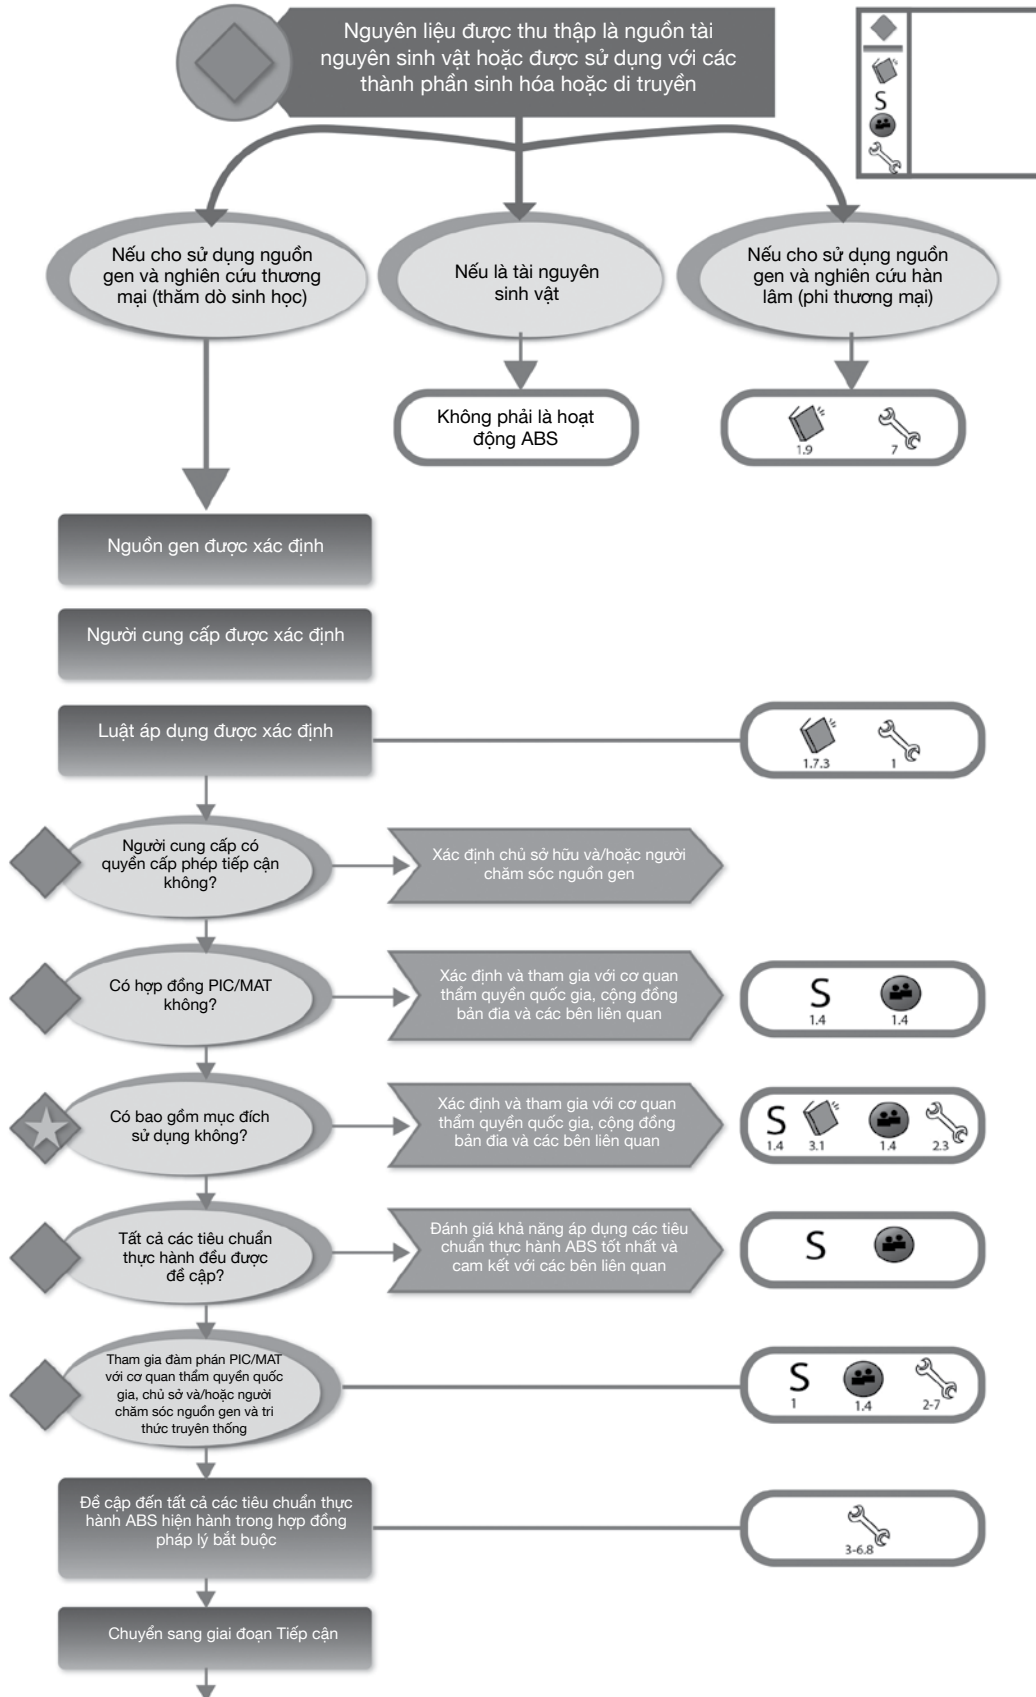 Nguyên liệu được thu thập là nguồn tài
nguyên sinh vật hoặc được sử dụng với các
thành phần sinh hóa hoặc di truyền
S
Nếu cho sử dụng nguồn
gen và nghiên cứu thương
mại (thăm dò sinh học)
Nếu là tài nguyên
sinh vật
Nếu cho sử dụng nguồn
gen và nghiên cứu hàn
lâm (phi thương mại)
Không phải là hoạt
động ABS
1.9
7
Nguồn gen được xác định
Người cung cấp được xác định
Luật áp dụng được xác định
1.7.3
1
Người cung cấp có
quyền cấp phép tiếp cận
không?
Xác định chủ sở hữu và/hoặc người
chăm sóc nguồn gen
Có hợp đồng PIC/MAT
không?
Xác định và tham gia với cơ quan
thẩm quyền quốc gia, cộng đồng
bản đia và các bên liên quan
S
1.4
1.4
Có bao gồm mục đích
sử dụng không?
Xác định và tham gia với cơ quan
thẩm quyền quốc gia, cộng đồng
bản đia và các bên liên quan
S
1.4
3.1
1.4
2.3
Tất cả các tiêu chuẩn
thực hành đều được
đề cập?
Đánh giá khả năng áp dụng các tiêu
chuẩn thực hành ABS tốt nhất và
cam kết với các bên liên quan
S
Tham gia đàm phán PIC/MAT
với cơ quan thẩm quyền quốc
gia, chủ sở và/hoặc người
chăm sóc nguồn gen và tri
thức truyên thống
S
1
1.4
2-7
Đề cập đến tất cả các tiêu chuẩn thực
hành ABS hiện hành trong hợp đồng
pháp lý bắt buộc
3-6.8
Chuyển sang giai đoạn Tiếp cận